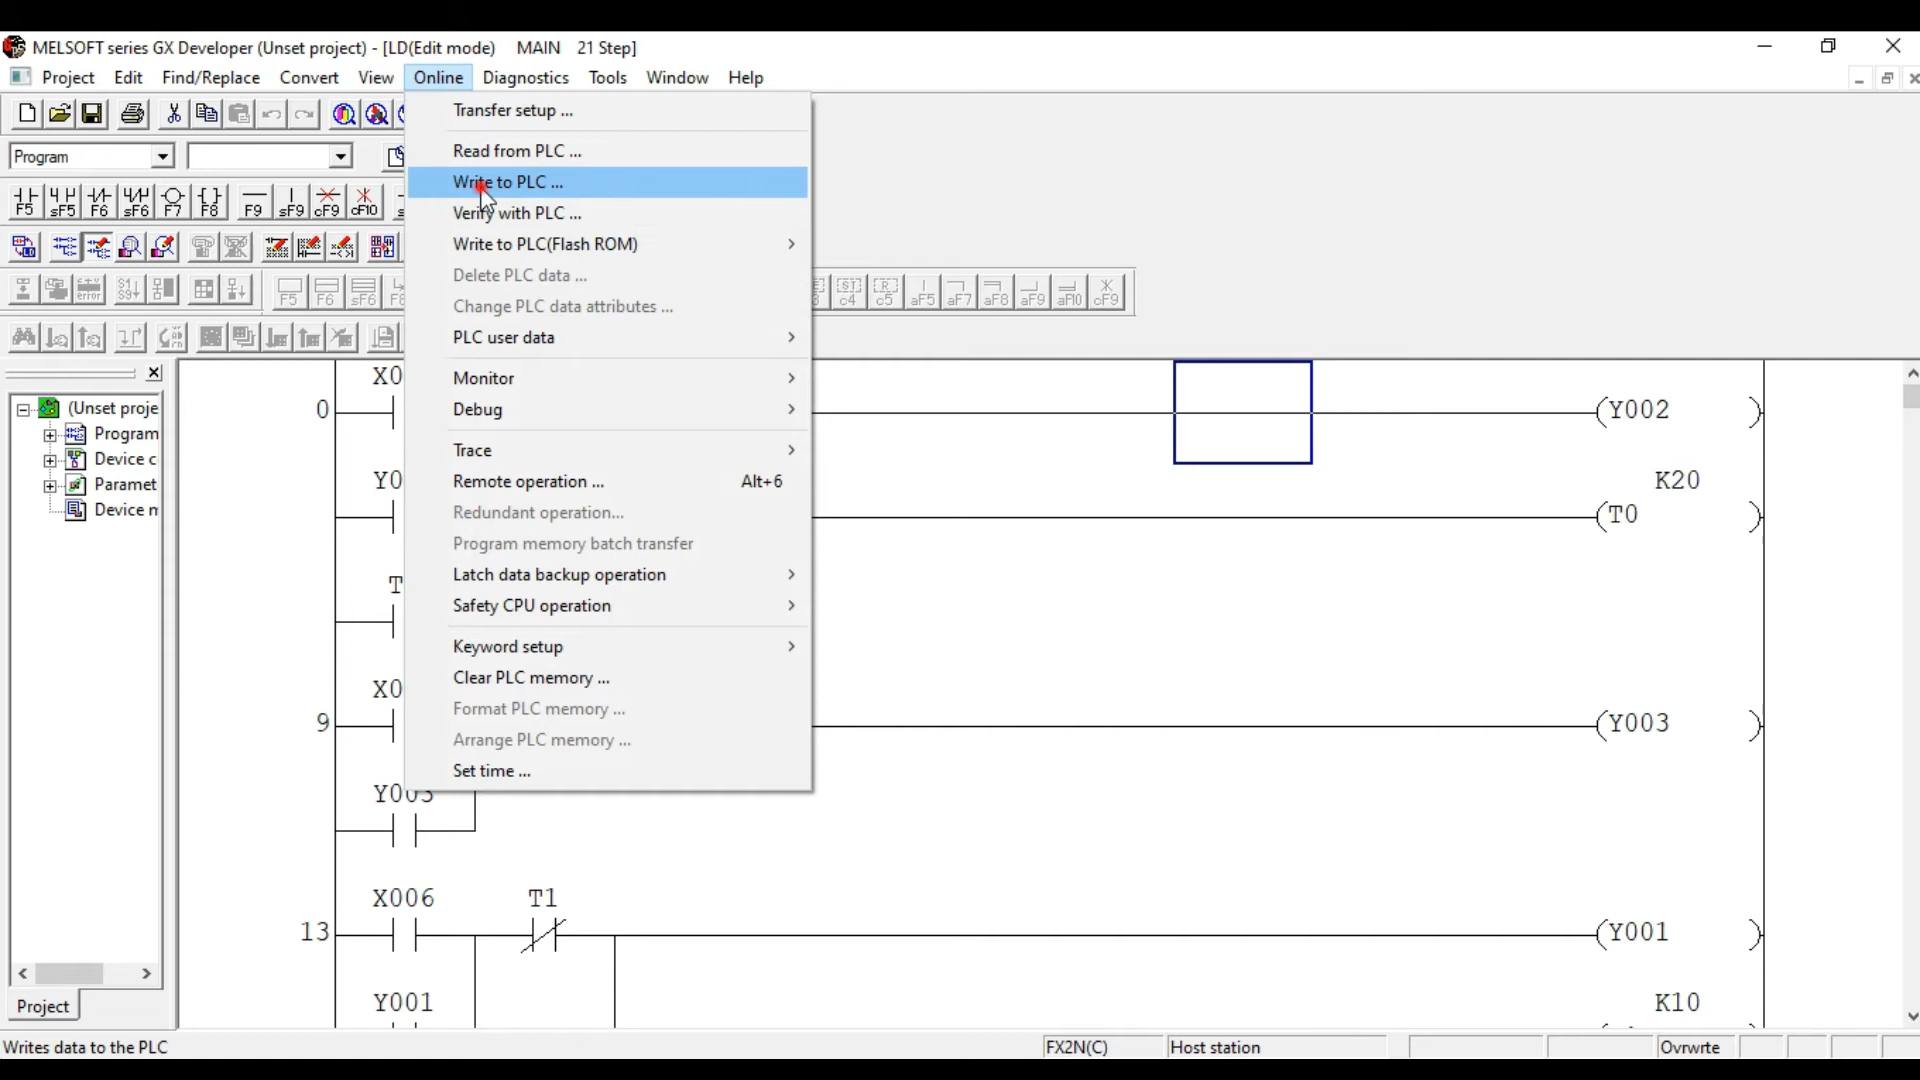 MELSOFT series GX Developer (Unset project) - [LD(Edit mode) MAIN 21 Step]
Project Edit Find/Replace Convert View Online Diagnostics Tools Window Help
Transfer setup ...
Program
Read from PLC ...
Write to PLC ...
F5 sF5 F6 sF6 F7 F8 F9 sF9 cF9 cF10
Verify with PLC ...
Write to PLC(Flash ROM)
Delete PLC data ...
error F5 F6 sF6 c4 c5 aF5 aF7 aF8 aF9 aF10 cF9
Change PLC data attributes ...
PLC user data
Monitor
Debug
Trace
Remote operation ... Alt+6
Redundant operation...
Program memory batch transfer
Latch data backup operation
Safety CPU operation
Keyword setup
Clear PLC memory ...
Format PLC memory ...
Arrange PLC memory ...
Set time ...
(Unset proje
Program
Device c
Paramet
Device m
Project
X0
0 (Y002 )
Y0 K20
(T0 )
T
X0
9 (Y003 )
Y003
X006 T1
13 (Y001 )
Y001 K10
Writes data to the PLC FX2N(C) Host station Ovrwrte